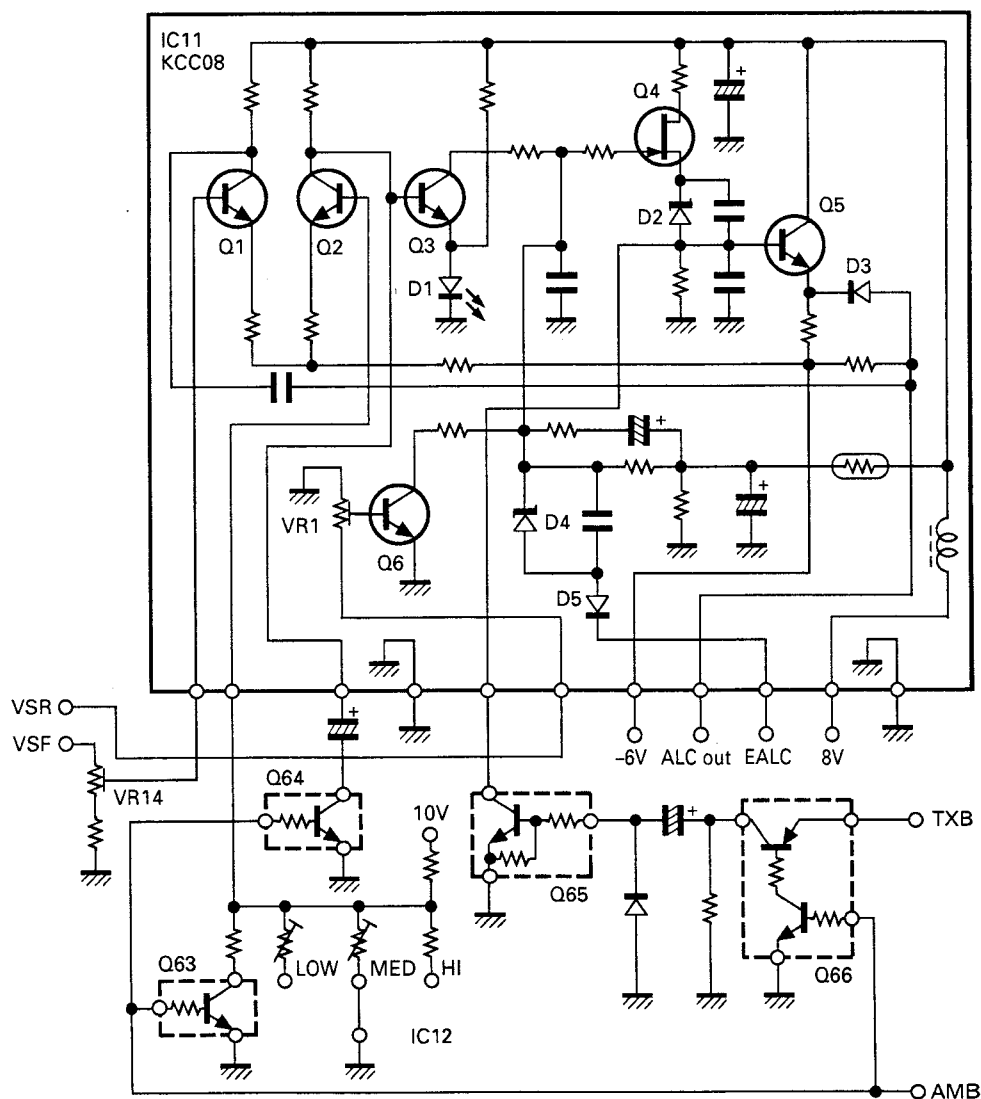 IC11
KCC08
Q1
Q2
Q3
Q4
Q5
D1
D2
D3
+
+
+
VR1
Q6
D4
D5
VSR
VSF
VR14
+
-6V
ALC out
EALC
8V
Q64
10V
Q65
+
TXB
Q66
Q63
LOW
MED
HI
IC12
AMB